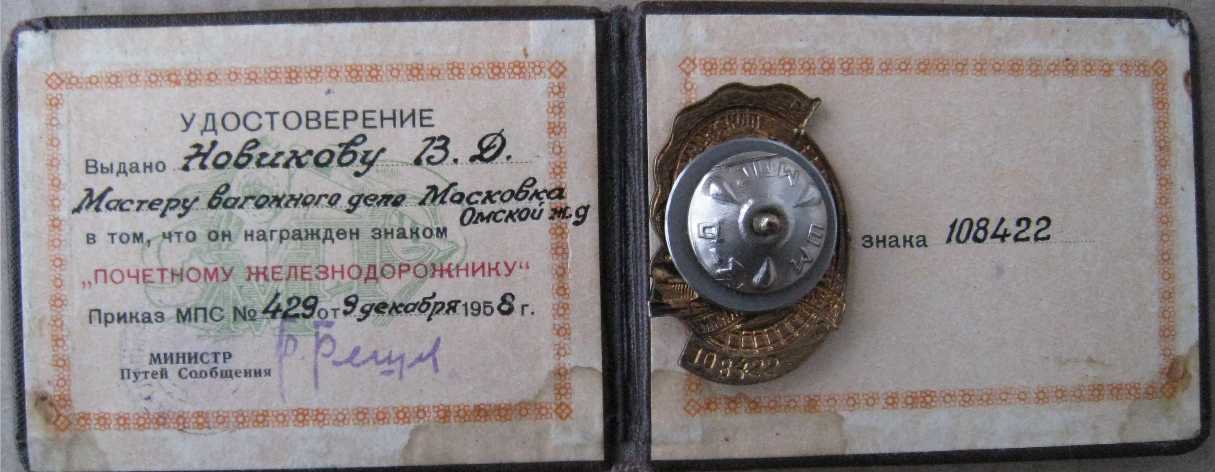 УДОСТОВЕРЕНИЕ
Выдано Новикову В. Д.
Мастеру вагонного депо Московка
Омской ж.д
в том, что он награжден знаком
„ПОЧЕТНОМУ ЖЕЛЕЗНОДОРОЖНИКУ“
Приказ МПС № 429 от 9 декабря 1958 г.
МИНИСТР
Путей Сообщения
Б. Бещев
знака 108422
108422